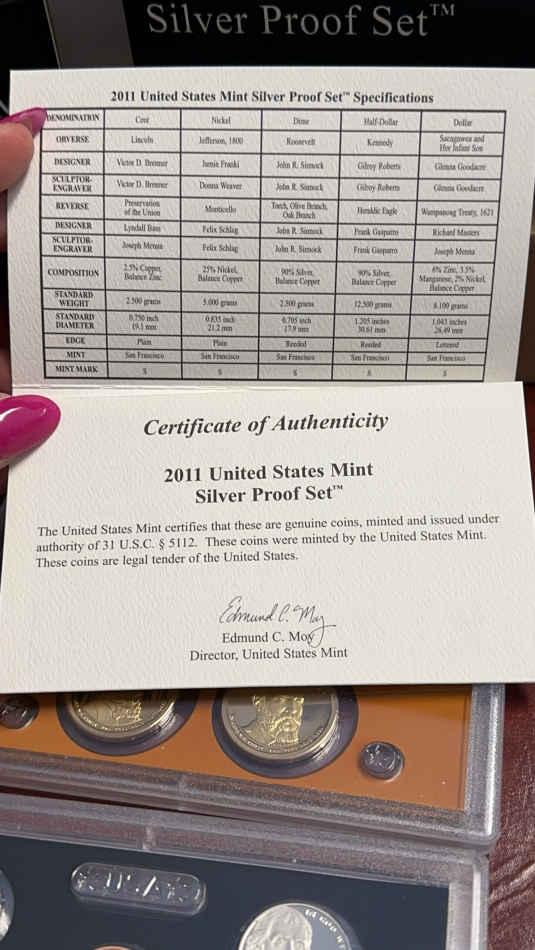 Silver Proof Set™
2011 United States Mint Silver Proof Set™ Specifications
DENOMINATION Cent Nickel Dime Half-Dollar Dollar
OBVERSE Lincoln Jefferson, 1800 Roosevelt Kennedy Sacagawea and
Her Infant Son
DESIGNER Victor D. Brenner Jamie Franki John R. Sinnock Gilroy Roberts Glenna Goodacre
SCULPTOR-
ENGRAVER Victor D. Brenner Donna Weaver John R. Sinnock Gilroy Roberts Glenna Goodacre
REVERSE Preservation
of the Union Monticello Torch, Olive Branch,
Oak Branch Heraldic Eagle Wampanoag Treaty, 1621
DESIGNER Lyndall Bass Felix Schlag John R. Sinnock Frank Gasparro Richard Masters
SCULPTOR-
ENGRAVER Joseph Menna Felix Schlag John R. Sinnock Frank Gasparro Joseph Menna
COMPOSITION 2.5% Copper,
Balance Zinc 25% Nickel,
Balance Copper 90% Silver,
Balance Copper 90% Silver,
Balance Copper 6% Zinc, 3.5%
Manganese, 2% Nickel,
Balance Copper
STANDARD
WEIGHT 2.500 grams 5.000 grams 2.500 grams 12.500 grams 8.100 grams
STANDARD
DIAMETER 0.750 inch
19.1 mm 0.835 inch
21.2 mm 0.705 inch
17.9 mm 1.205 inches
30.61 mm 1.043 inches
26.49 mm
EDGE Plain Plain Reeded Reeded Lettered
MINT San Francisco San Francisco San Francisco San Francisco San Francisco
MINT MARK S S S S S
Certificate of Authenticity
2011 United States Mint
Silver Proof Set™
The United States Mint certifies that these are genuine coins, minted and issued under
authority of 31 U.S.C. § 5112. These coins were minted by the United States Mint.
These coins are legal tender of the United States.
Edmund C. Moy
Edmund C. Moy
Director, United States Mint